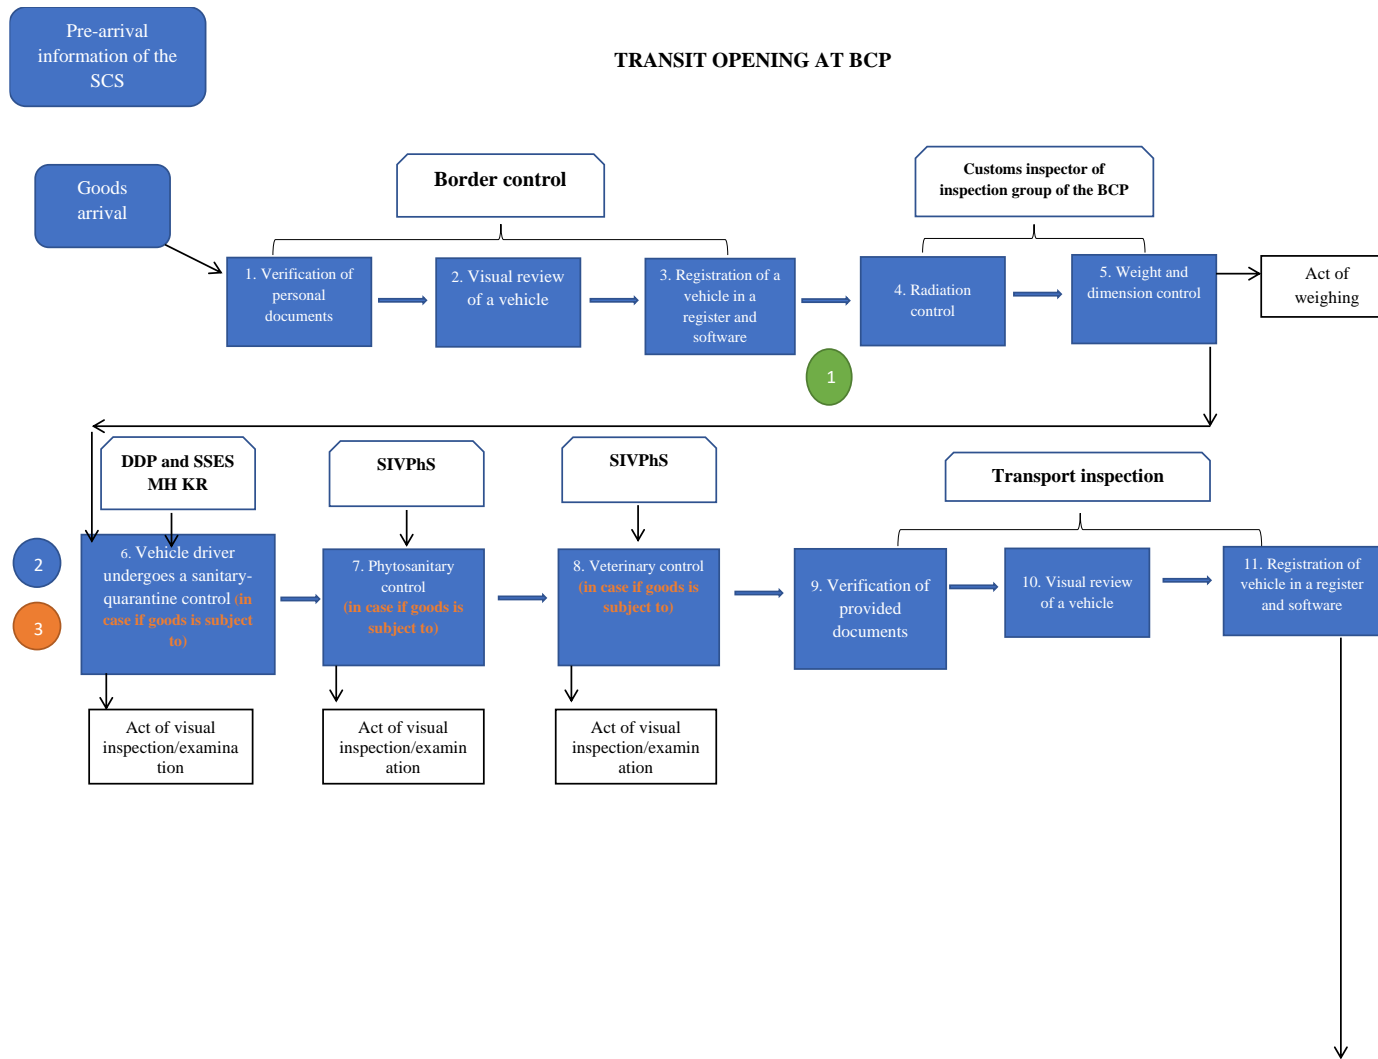 Pre-arrival
information of the
SCS
TRANSIT OPENING AT BCP
Goods
arrival
Border control
Customs inspector of
inspection group of the BCP
1. Verification of
personal
documents
2. Visual review
of a vehicle
3. Registration of a
vehicle in a
register and
software
4. Radiation
control
5. Weight and
dimension control
Act of
weighing
1
DDP and SSES
MH KR
SIVPhS
SIVPhS
Transport inspection
2
3
6. Vehicle driver
undergoes a sanitary-
quarantine control (in
case if goods is subject
to)
7. Phytosanitary
control
(in case if goods is
subject to)
8. Veterinary control
(in case if goods is
subject to)
9. Verification of
provided
documents
10. Visual review
of a vehicle
11. Registration of
vehicle in a register
and software
Act of visual
inspection/examina
tion
Act of visual
inspection/examin
ation
Act of visual
inspection/examin
ation